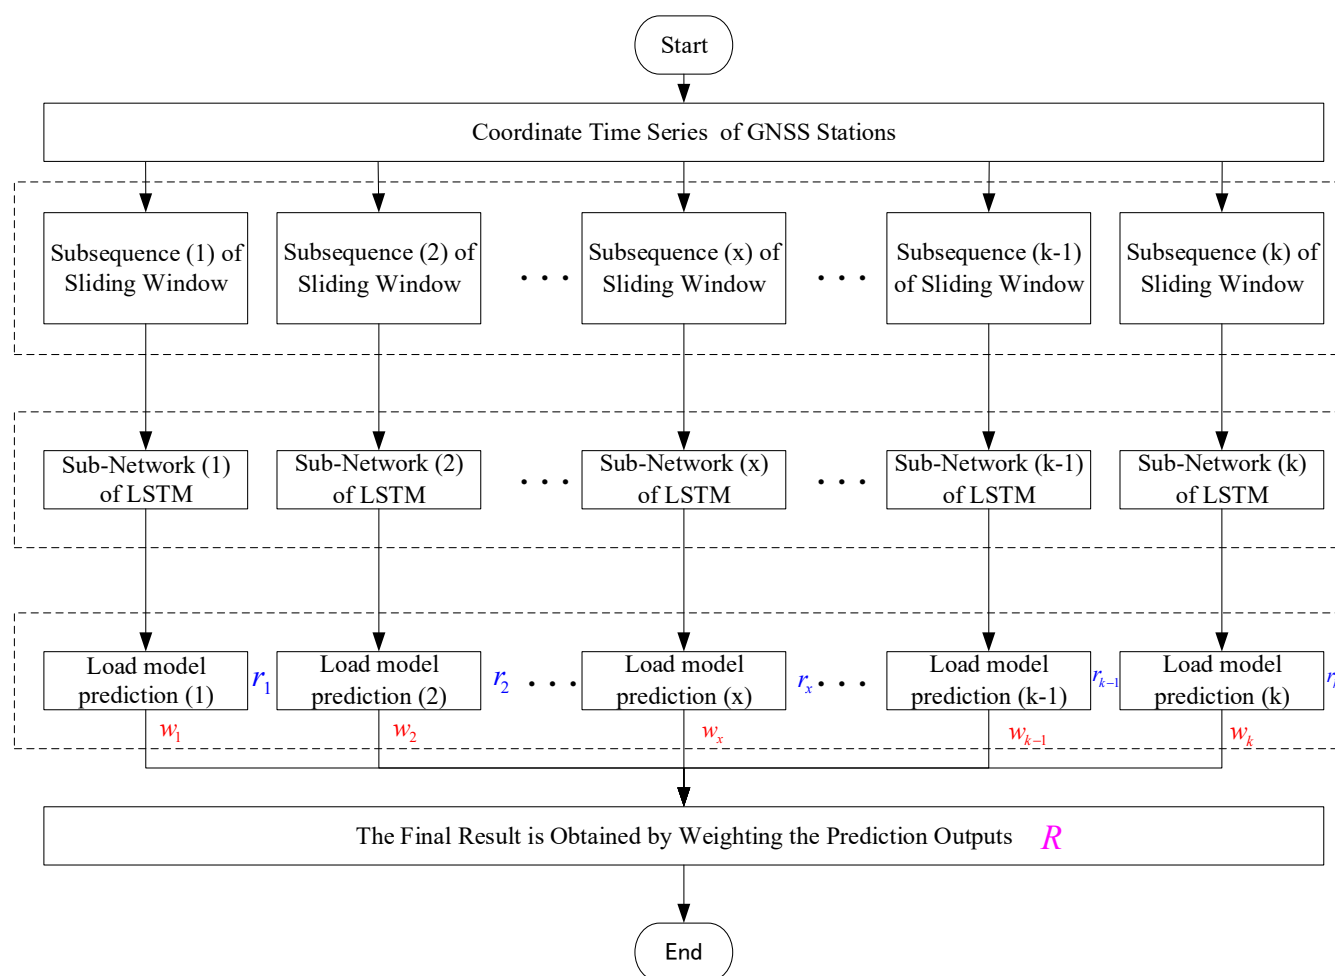 Start
Coordinate Time Series of GNSS Stations
Subsequence (1) of
Sliding Window
Subsequence (2) of
Sliding Window
. . .
Subsequence (x) of
Sliding Window
. . .
Subsequence (k-1)
of Sliding Window
Subsequence (k) of
Sliding Window
Sub-Network (1)
of LSTM
Sub-Network (2)
of LSTM
. . .
Sub-Network (x)
of LSTM
. . .
Sub-Network (k-1)
of LSTM
Sub-Network (k)
of LSTM
Load model
prediction (1)
r₁
Load model
prediction (2)
r₂
. . .
Load model
prediction (x)
rₓ
. . .
Load model
prediction (k-1)
rₖ₋₁
Load model
prediction (k)
w₁
w₂
wₓ
wₖ₋₁
wₖ
The Final Result is Obtained by Weighting the Prediction Outputs R
End